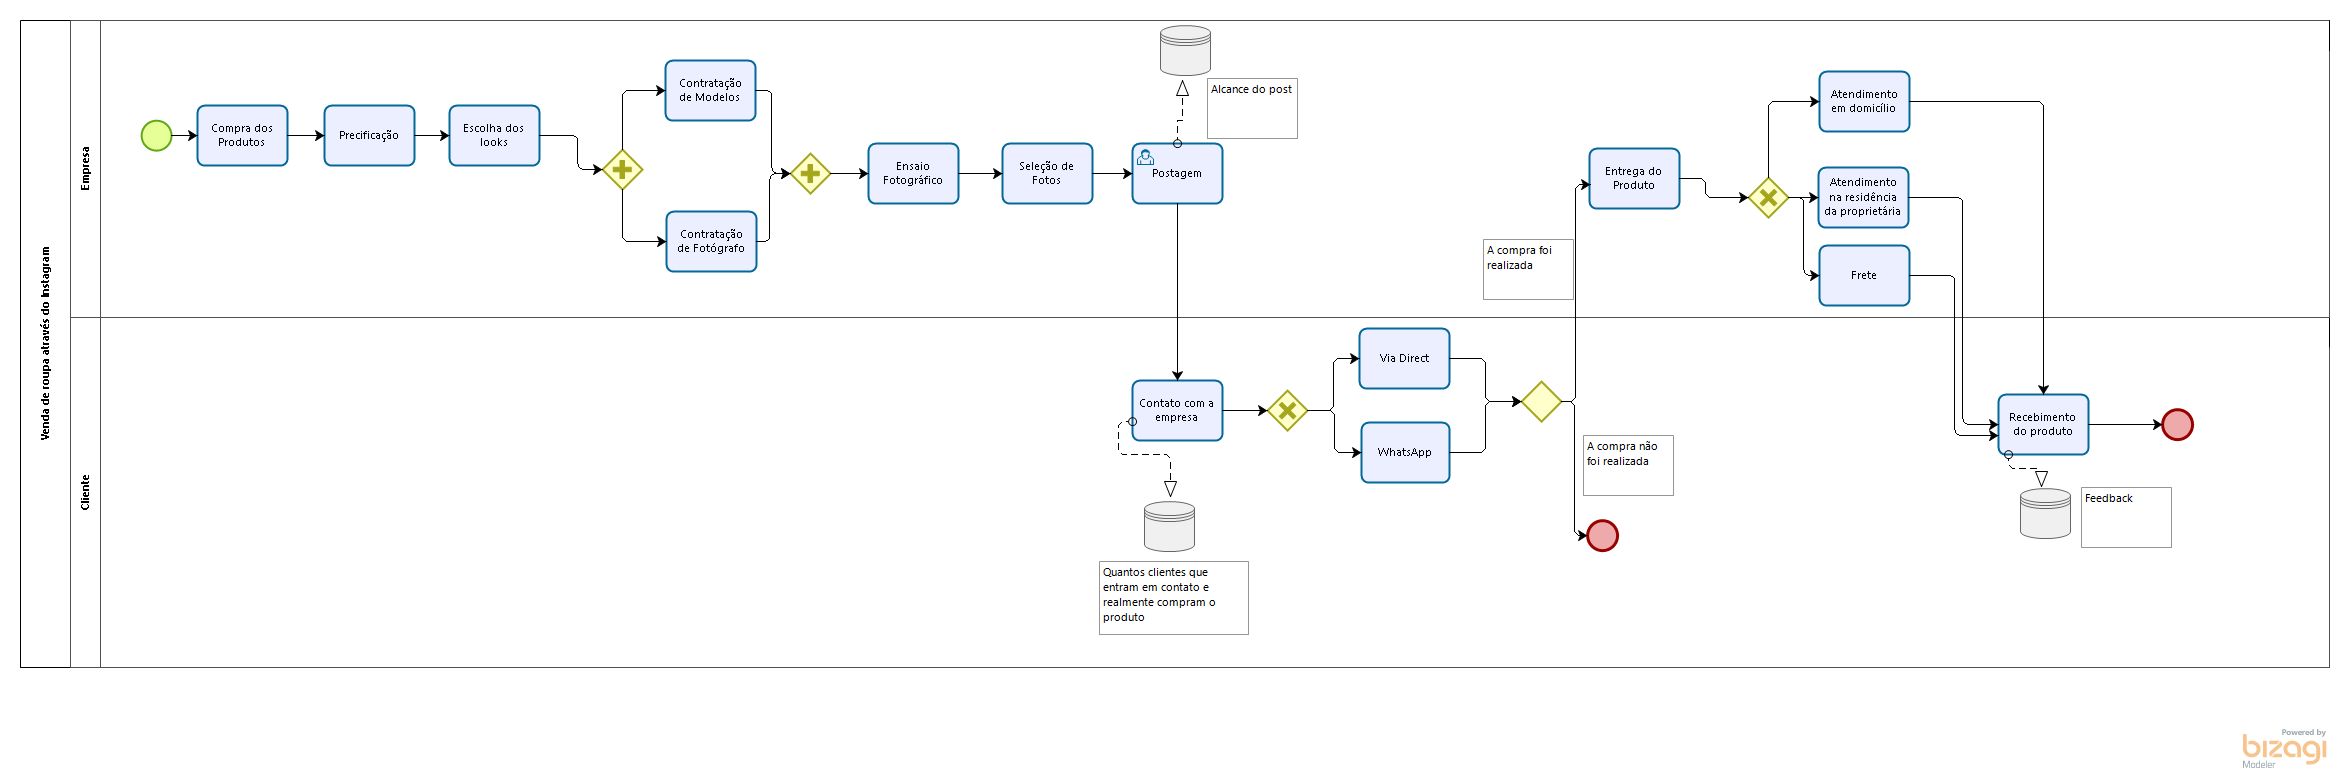 Venda de roupa através do Instagram
Empresa
Compra dos
Produtos
Precificação
Escolha dos
looks
Contratação
de Modelos
Contratação
de Fotógrafo
Ensaio
Fotográfico
Seleção de
Fotos
Postagem
Alcance do post
A compra foi
realizada
Entrega do
Produto
Atendimento
em domicílio
Atendimento
na residência
da proprietária
Frete
Cliente
Contato com a
empresa
Quantos clientes que
entram em contato e
realmente compram o
produto
Via Direct
WhatsApp
A compra não
foi realizada
Recebimento
do produto
Feedback
Powered by
bizagi
Modeler